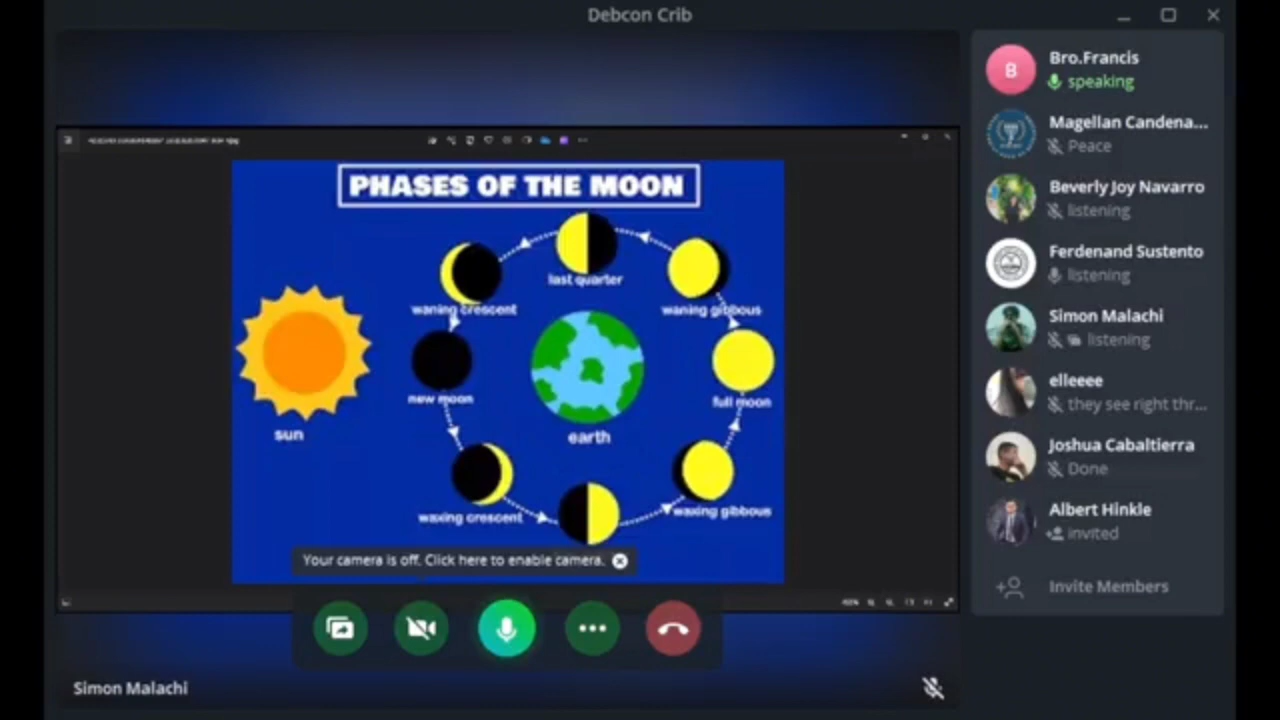 Debcon Crib
PHASES OF THE MOON
last quarter
waning crescent
waning gibbous
new moon
full moon
sun
earth
waxing crescent
waxing gibbous
Your camera is off. Click here to enable camera.
Simon Malachi
B
Bro.Francis
speaking
Magellan Candena...
Peace
Beverly Joy Navarro
listening
Ferdenand Sustento
listening
Simon Malachi
listening
elleeee
they see right thr...
Joshua Cabaltierra
Done
Albert Hinkle
invited
Invite Members